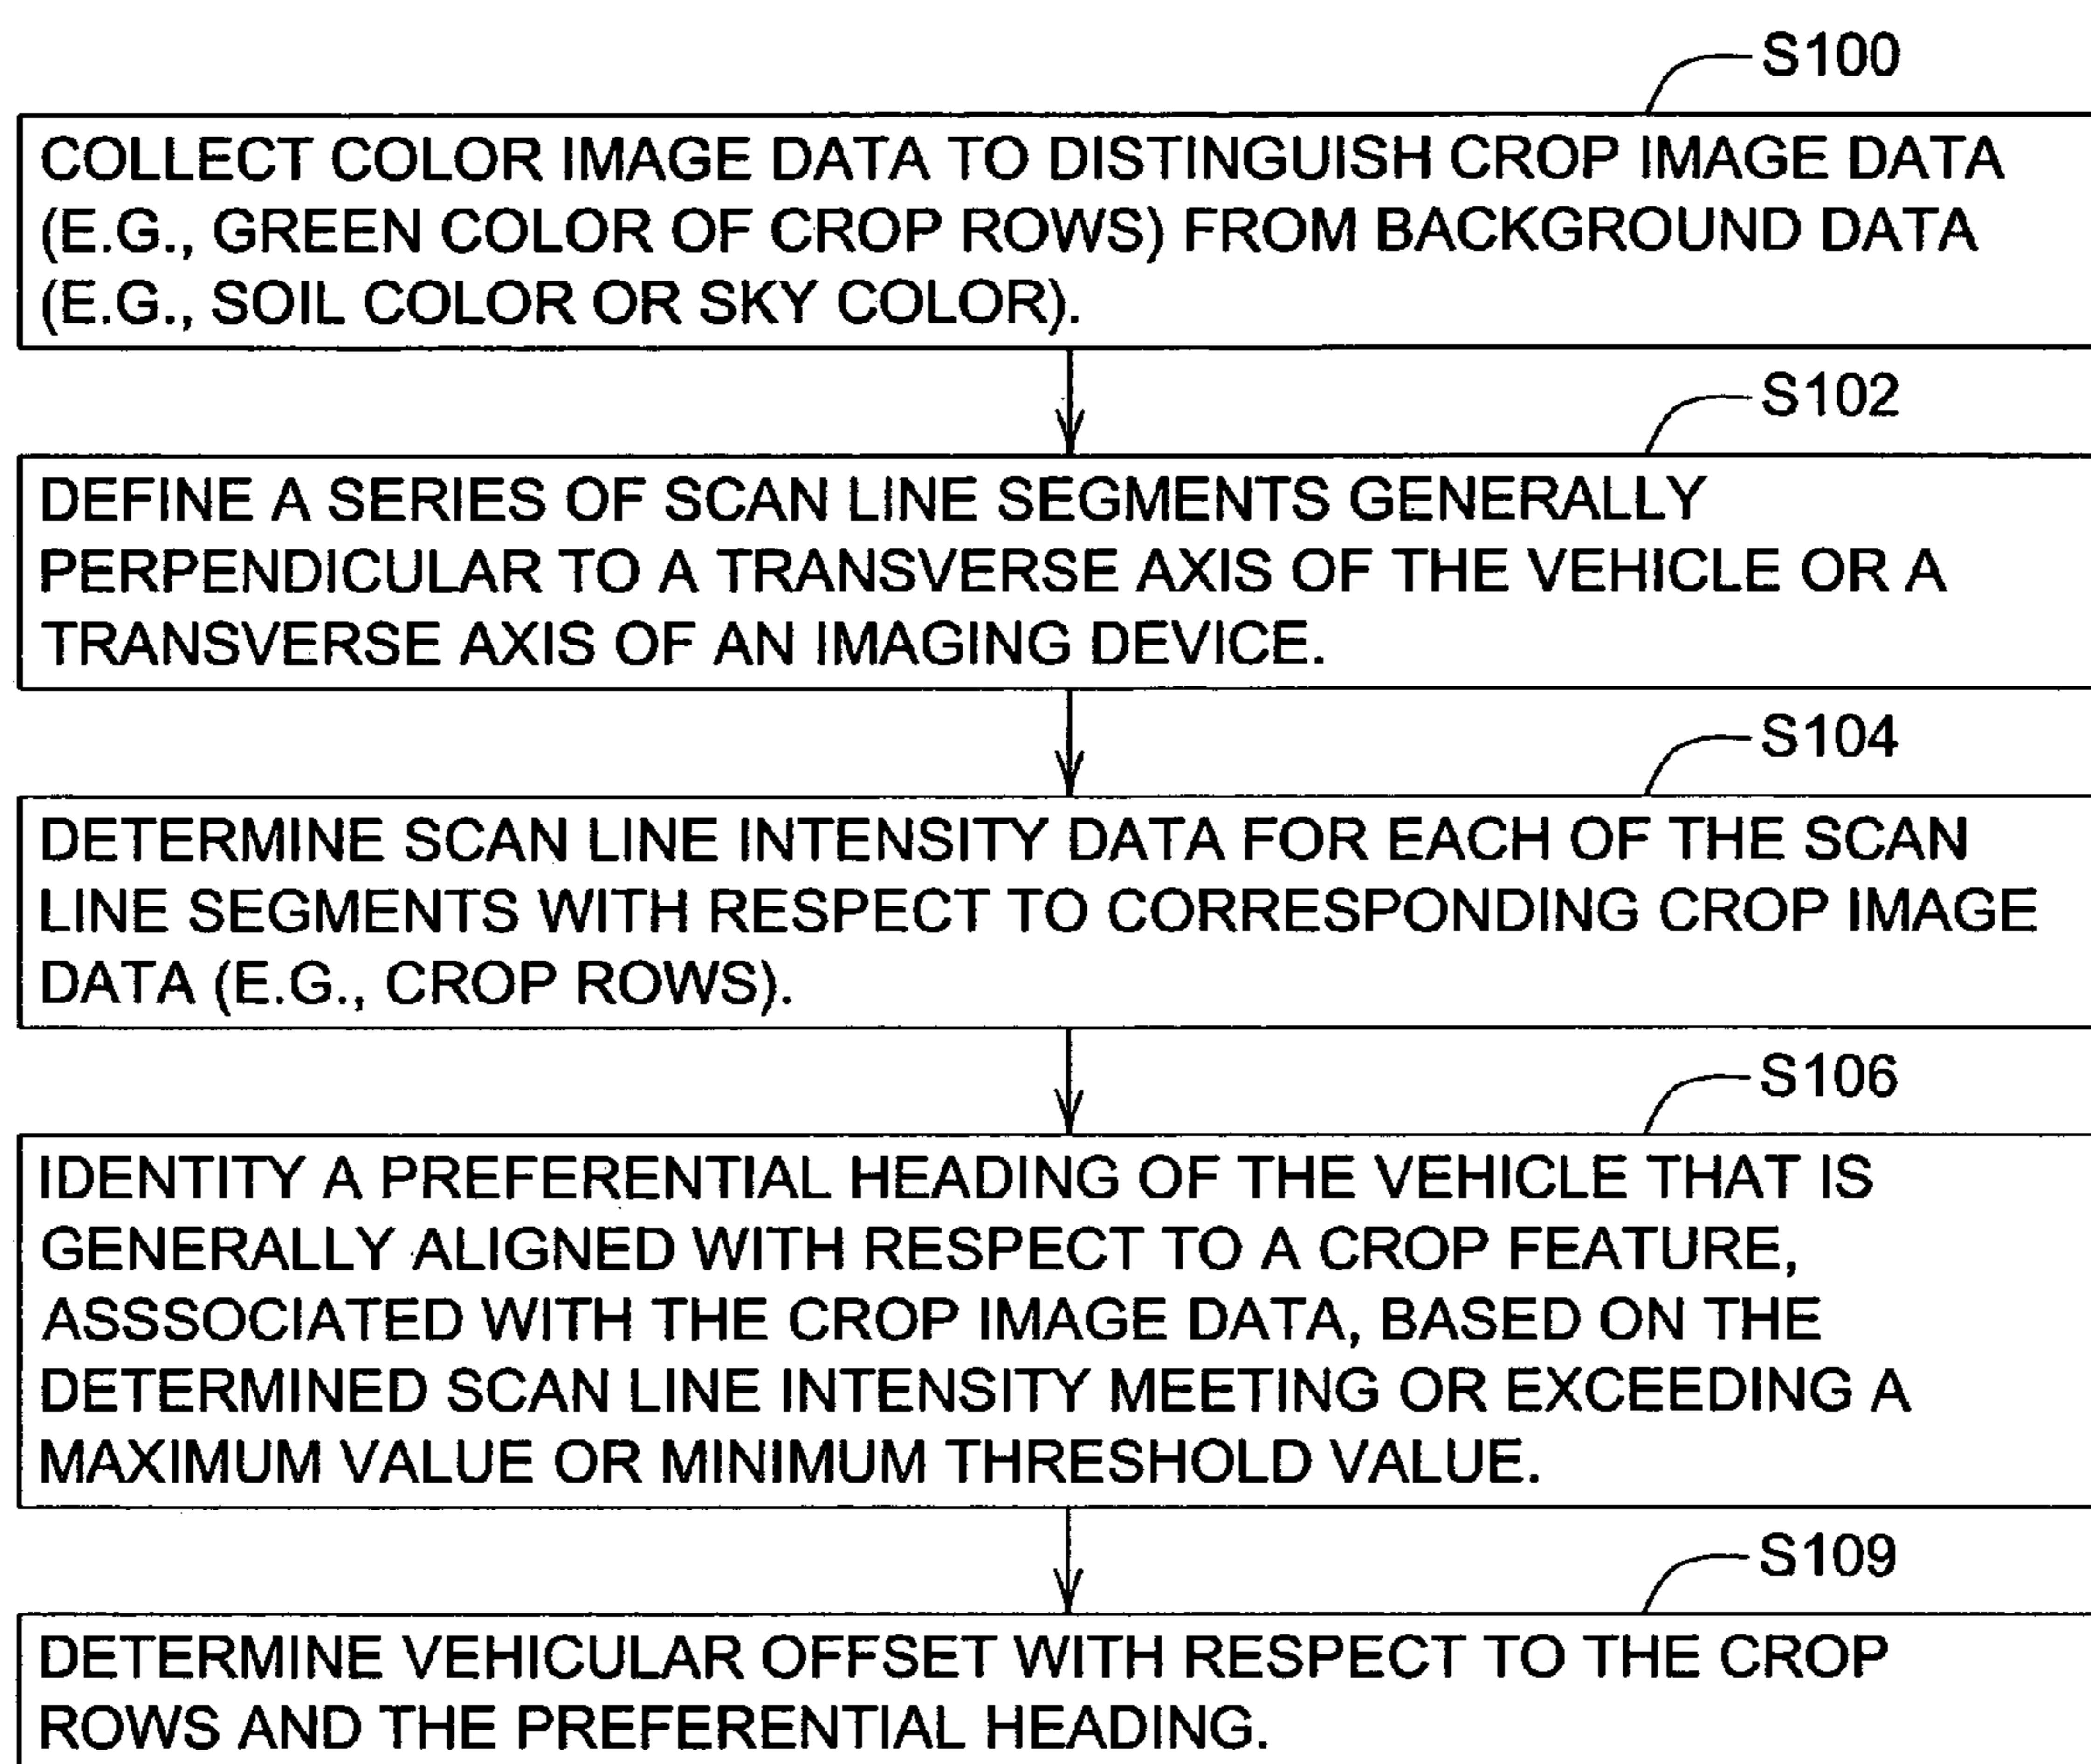 S100
COLLECT COLOR IMAGE DATA TO DISTINGUISH CROP IMAGE DATA
(E.G., GREEN COLOR OF CROP ROWS) FROM BACKGROUND DATA
(E.G., SOIL COLOR OR SKY COLOR).
S102
DEFINE A SERIES OF SCAN LINE SEGMENTS GENERALLY
PERPENDICULAR TO A TRANSVERSE AXIS OF THE VEHICLE OR A
TRANSVERSE AXIS OF AN IMAGING DEVICE.
S104
DETERMINE SCAN LINE INTENSITY DATA FOR EACH OF THE SCAN
LINE SEGMENTS WITH RESPECT TO CORRESPONDING CROP IMAGE
DATA (E.G., CROP ROWS).
S106
IDENTITY A PREFERENTIAL HEADING OF THE VEHICLE THAT IS
GENERALLY ALIGNED WITH RESPECT TO A CROP FEATURE,
ASSSOCIATED WITH THE CROP IMAGE DATA, BASED ON THE
DETERMINED SCAN LINE INTENSITY MEETING OR EXCEEDING A
MAXIMUM VALUE OR MINIMUM THRESHOLD VALUE.
S109
DETERMINE VEHICULAR OFFSET WITH RESPECT TO THE CROP
ROWS AND THE PREFERENTIAL HEADING.